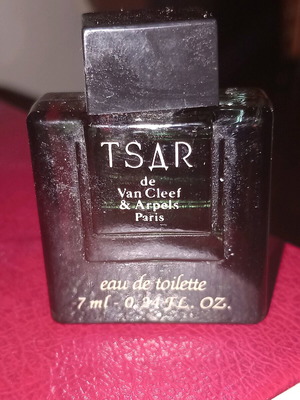 TSAR
de
Van Cleef
& Arpels
Paris
eau de toilette
7 ml - 0,24 FL. OZ.